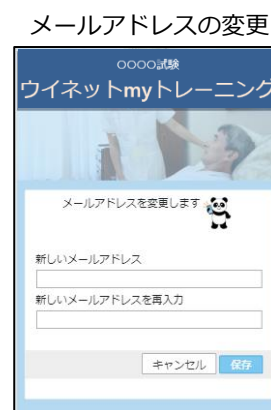 メールアドレスの変更
○○○○試験
ウイネットmyトレーニング
メールアドレスを変更します
新しいメールアドレス
新しいメールアドレスを再入力
キャンセル 保存